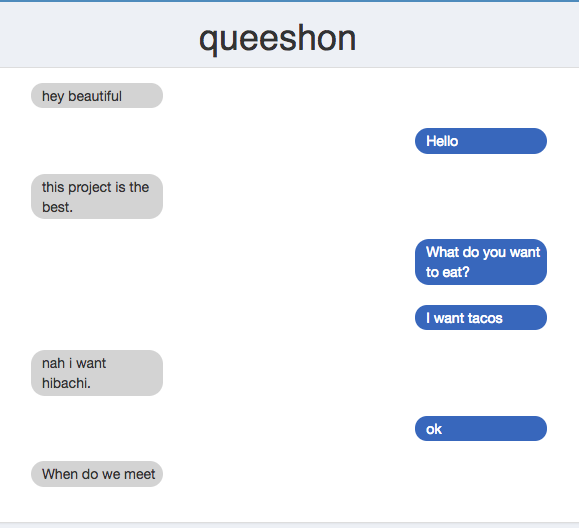 queeshon
hey beautiful
Hello
this project is the
best.
What do you want
to eat?
I want tacos
nah i want
hibachi.
ok
When do we meet